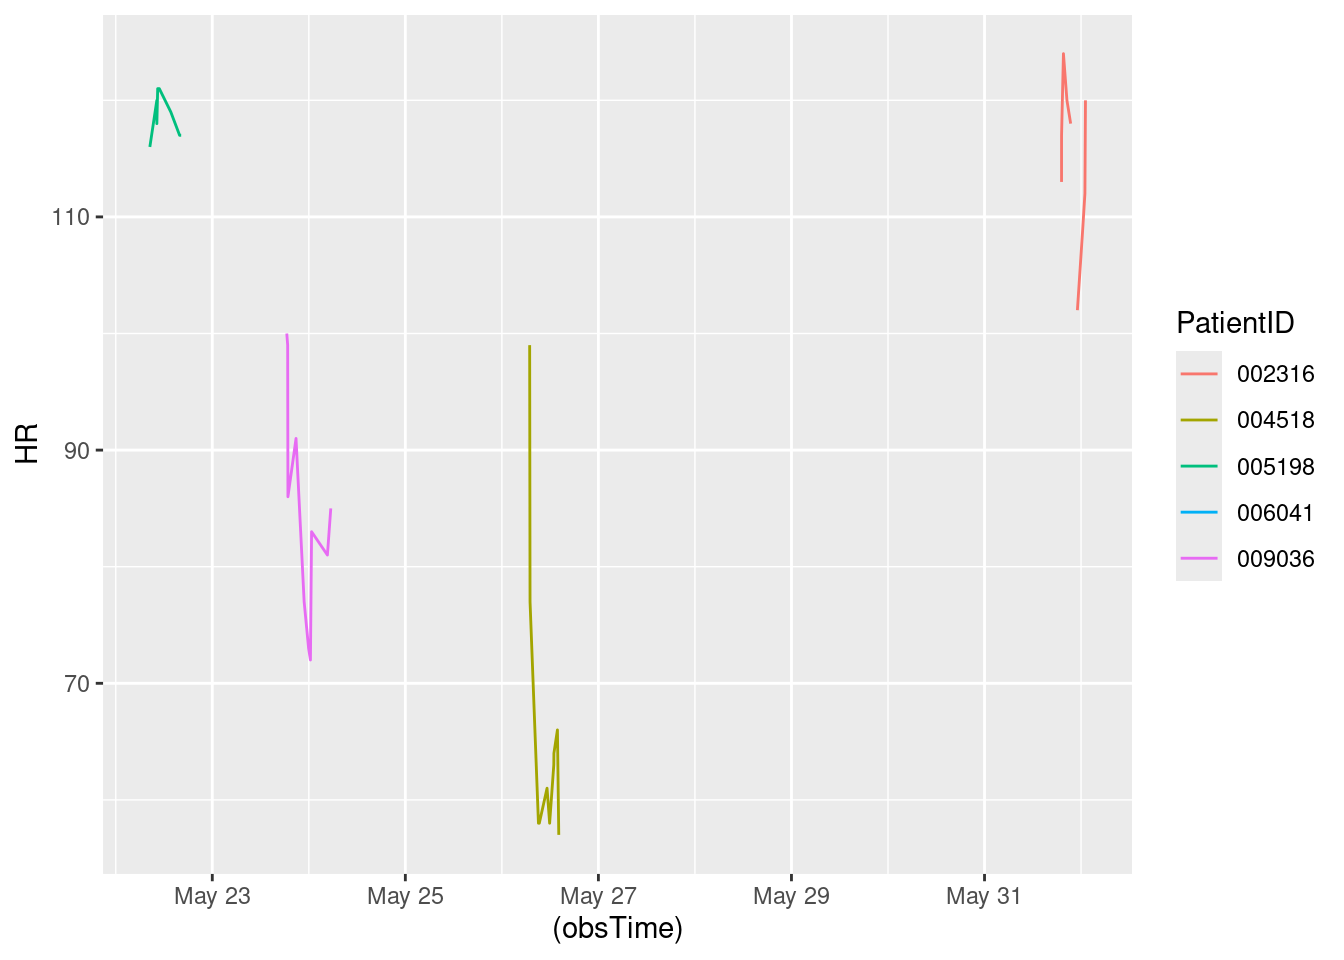 110
90
70
HR
May 23
May 25
May 27
May 29
May 31
(obsTime)
PatientID
002316
004518
005198
006041
009036